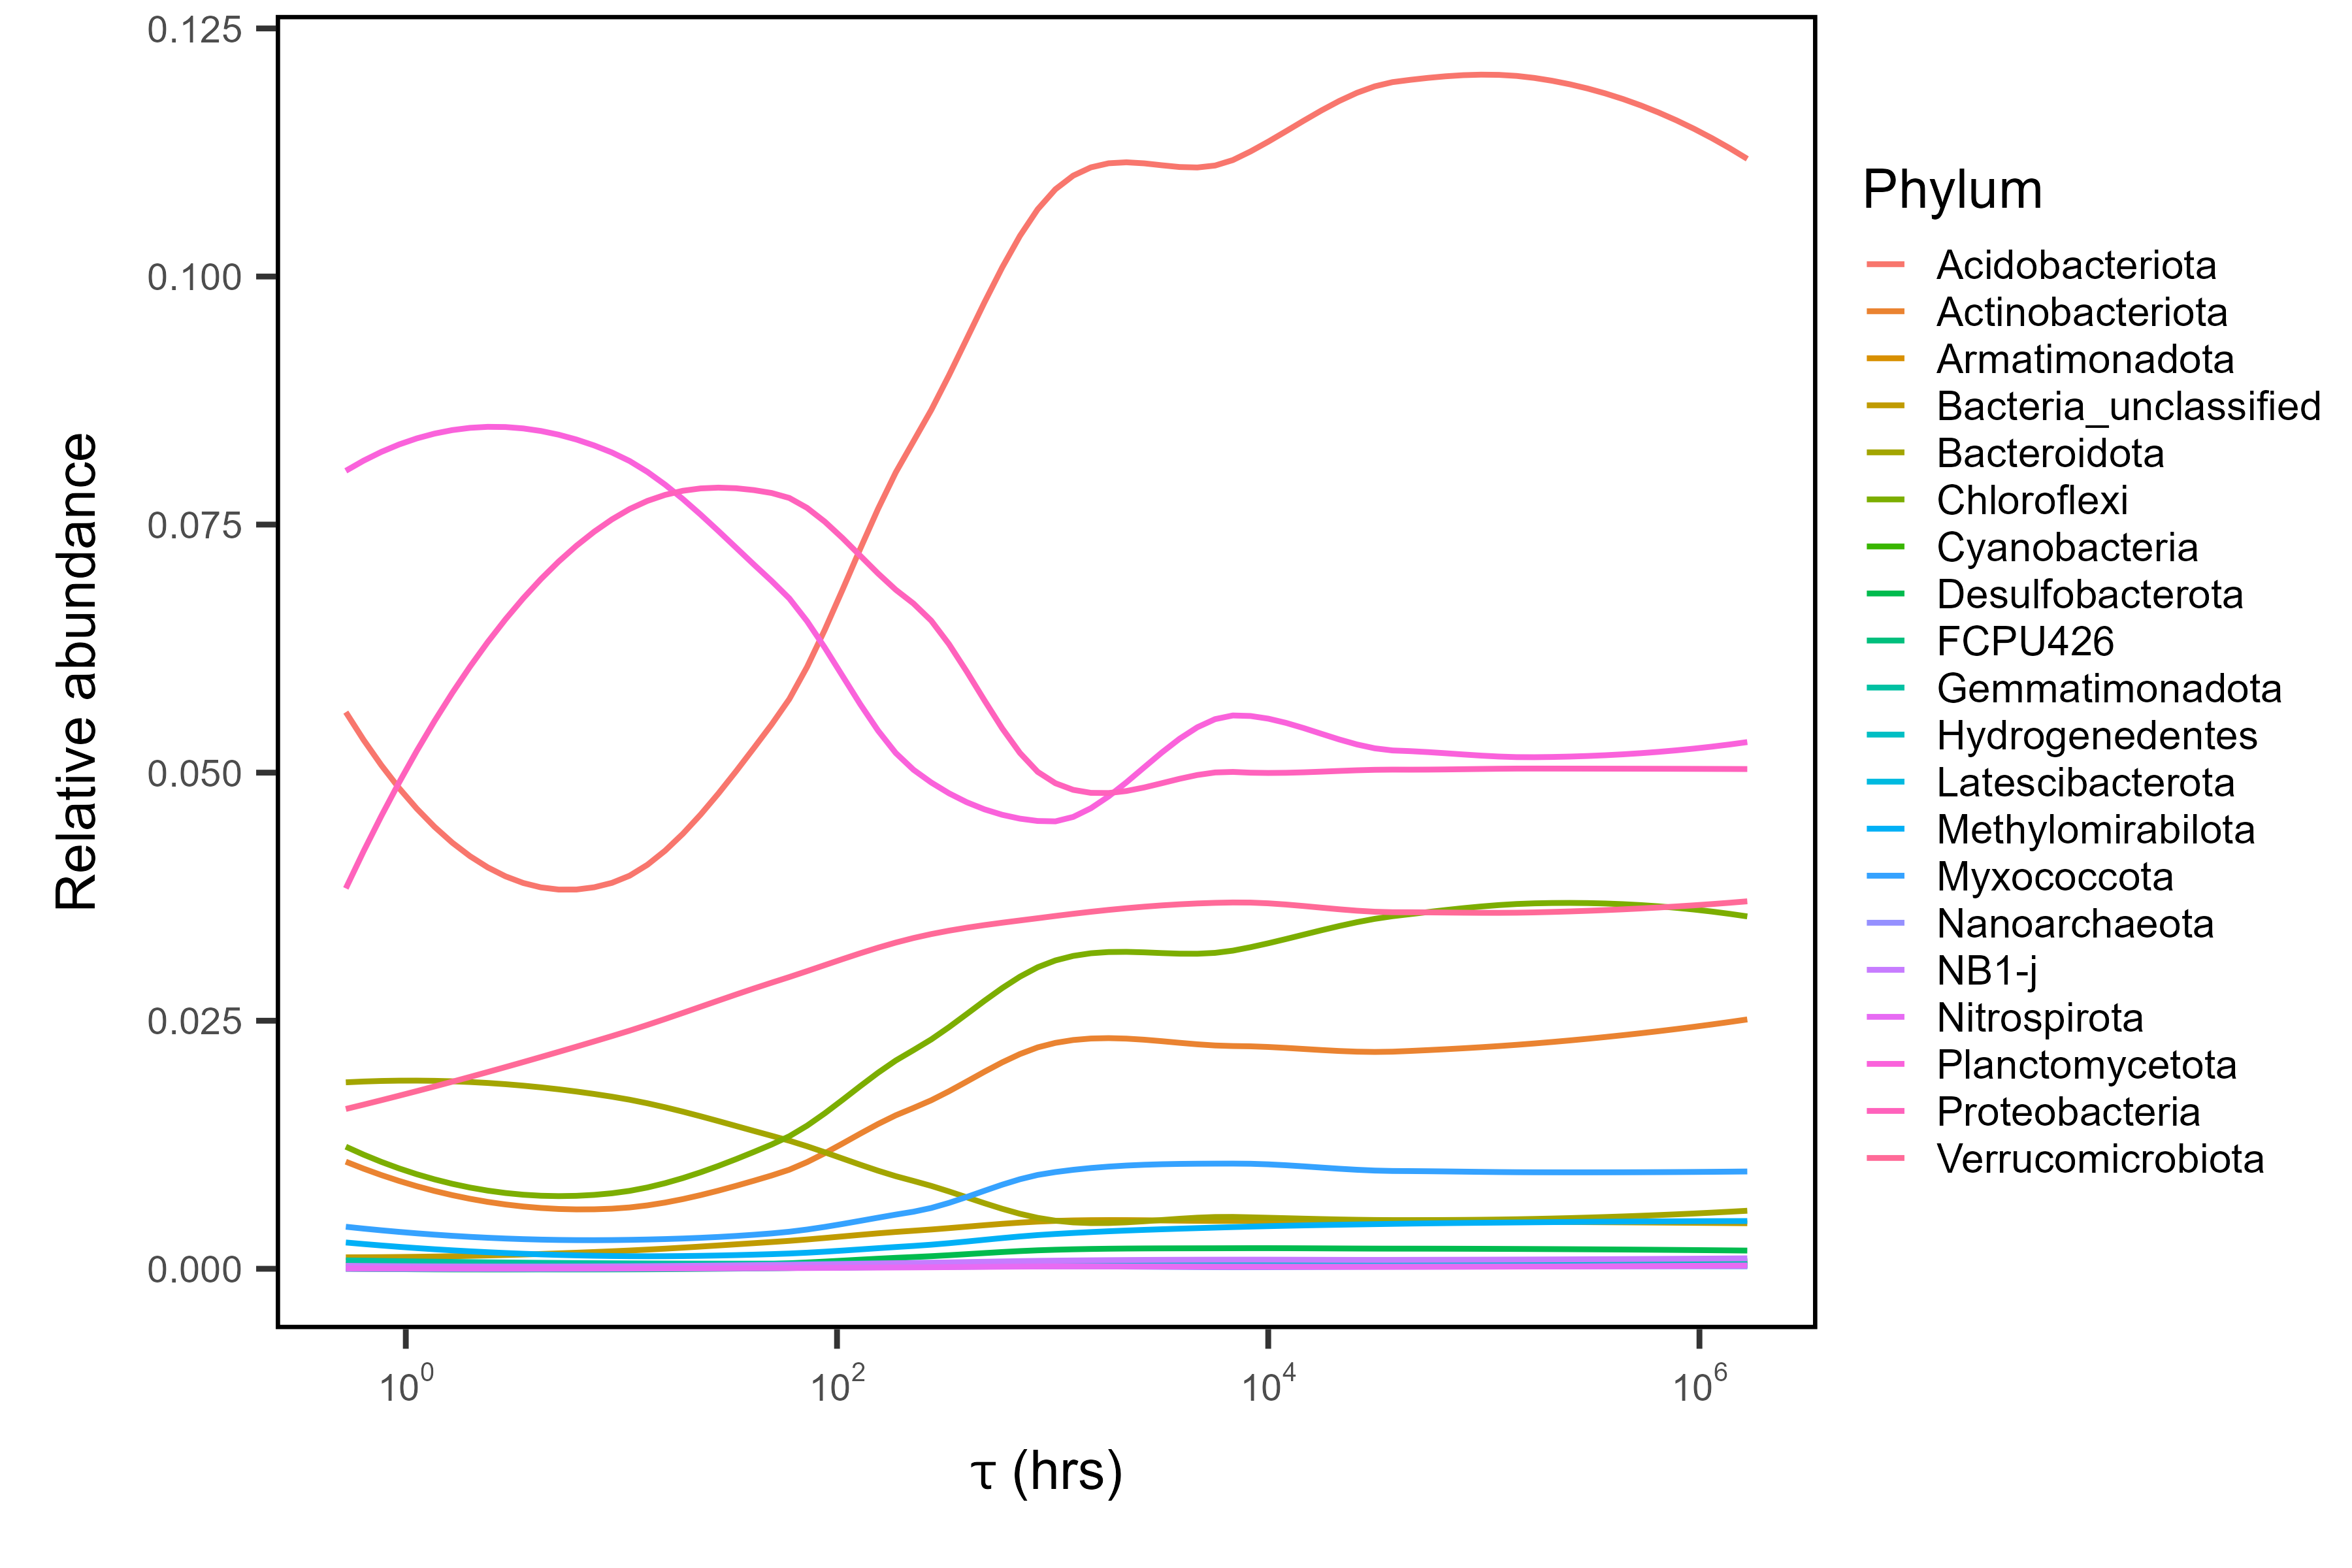 0.125
0.100
0.075
0.050
0.025
0.000
Relative abundance
10^0
10^2
10^4
10^6
τ (hrs)
Phylum
Acidobacteriota
Actinobacteriota
Armatimonadota
Bacteria_unclassified
Bacteroidota
Chloroflexi
Cyanobacteria
Desulfobacterota
FCPU426
Gemmatimonadota
Hydrogenedentes
Latescibacterota
Methylomirabilota
Myxococcota
Nanoarchaeota
NB1-j
Nitrospirota
Planctomycetota
Proteobacteria
Verrucomicrobiota